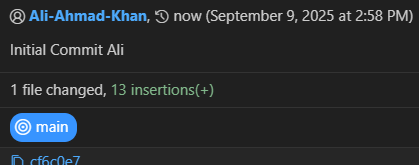 Ali-Ahmad-Khan, now (September 9, 2025 at 2:58 PM)
Initial Commit Ali
1 file changed, 13 insertions(+)
main
cf6c0e7